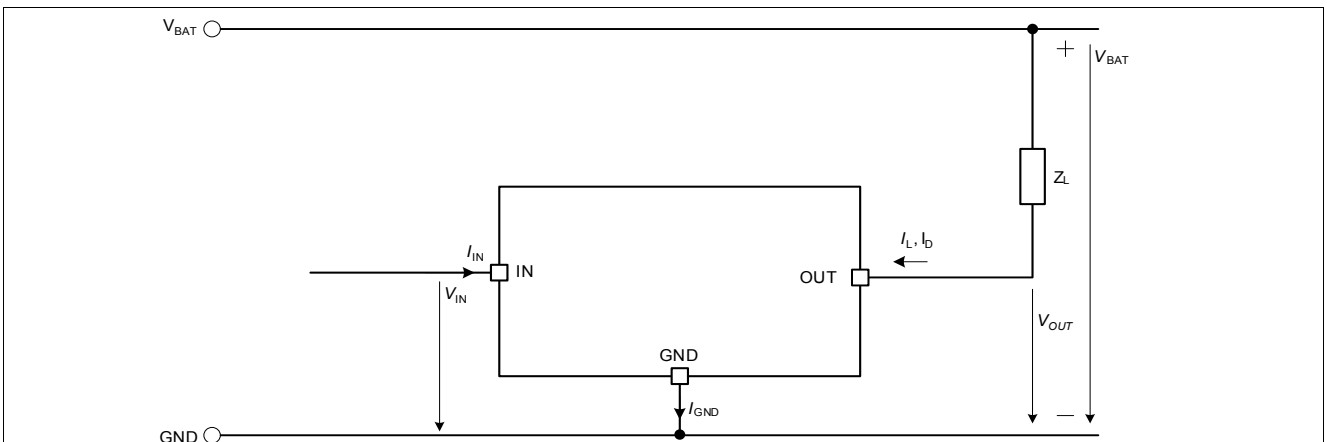 VBAT
+
VBAT
ZL
IL, ID
IIN
IN
OUT
VIN
VOUT
GND
IGND
−
GND